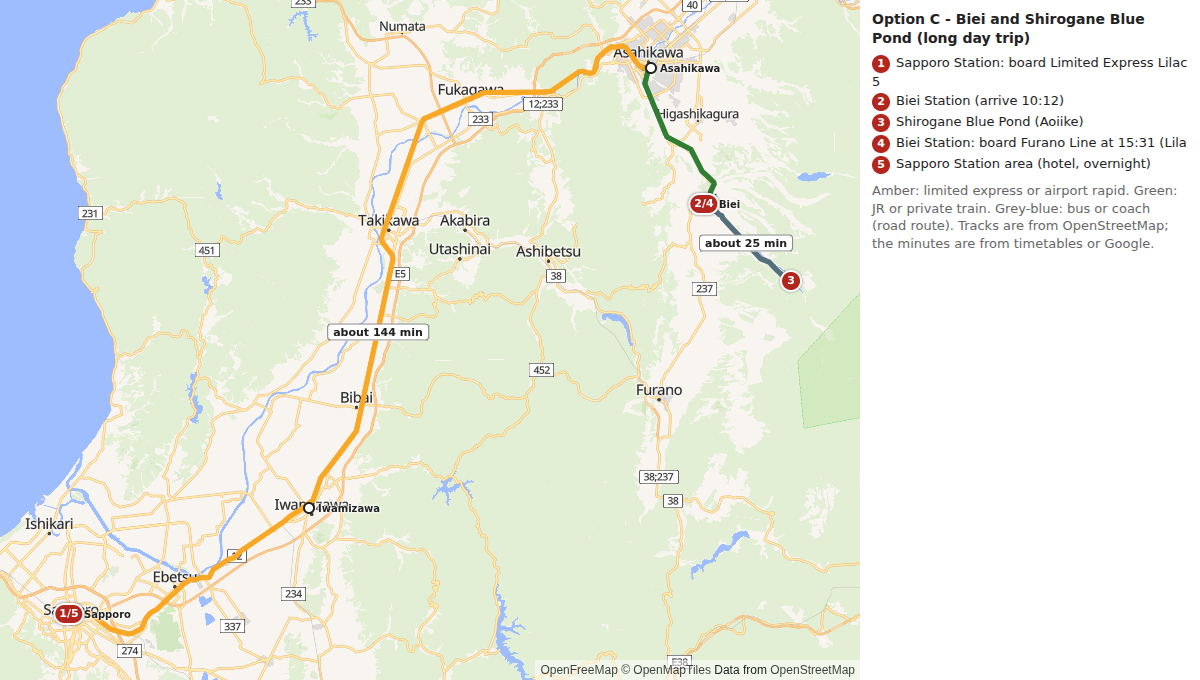 Option C - Biei and Shirogane Blue
Pond (long day trip)
1 Sapporo Station: board Limited Express Lilac
5
2 Biei Station (arrive 10:12)
3 Shirogane Blue Pond (Aoiike)
4 Biei Station: board Furano Line at 15:31 (Lila
5 Sapporo Station area (hotel, overnight)
Amber: limited express or airport rapid. Green:
JR or private train. Grey-blue: bus or coach
(road route). Tracks are from OpenStreetMap;
the minutes are from timetables or Google.
233
40
Numata
Asahikawa
Asahikawa
Fukagawa
12;233
233
Higashikagura
231
Takikawa
Akabira
2/4 Biei
451
Utashinai
Ashibetsu
about 25 min
E5
38
3
237
about 144 min
452
Bibai
Furano
38;237
38
Iwamizawa
Iwamizawa
Ishikari
12
Ebetsu
234
Sapporo
1/5 Sapporo
337
274
E38
OpenFreeMap © OpenMapTiles Data from OpenStreetMap